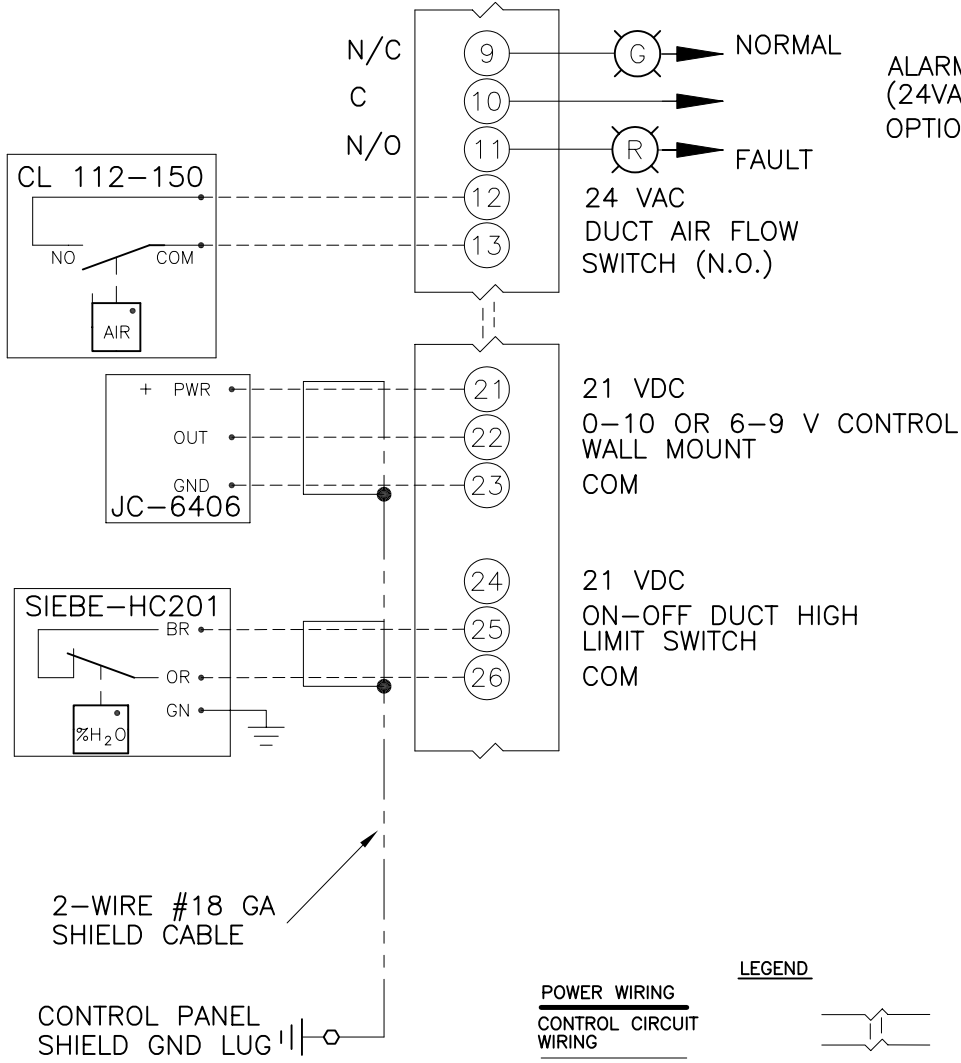 N/C
9
G
NORMAL
C
10
N/O
11
R
FAULT
ALARM
(24VA
OPTIO
CL 112-150
12
13
NO
COM
AIR
24 VAC
DUCT AIR FLOW
SWITCH (N.O.)
+ PWR
OUT
GND
JC-6406
21
22
23
21 VDC
0-10 OR 6-9 V CONTROL
WALL MOUNT
COM
SIEBE-HC201
BR
OR
GN
%H2O
24
25
26
21 VDC
ON-OFF DUCT HIGH
LIMIT SWITCH
COM
2-WIRE #18 GA
SHIELD CABLE
CONTROL PANEL
SHIELD GND LUG
LEGEND
POWER WIRING
CONTROL CIRCUIT
WIRING